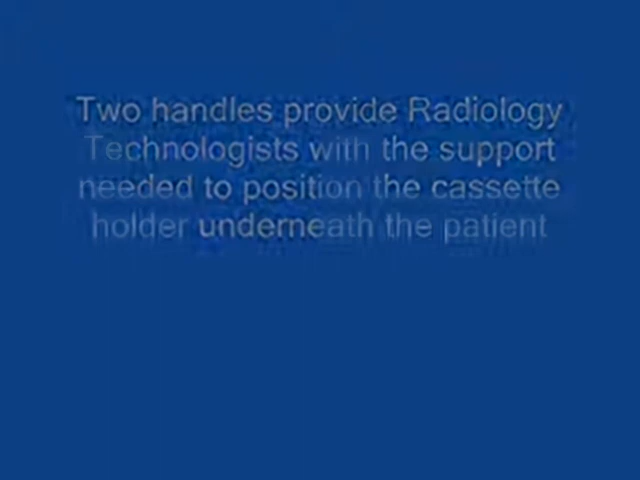 Two handles provide Radiology
Technologists with the support
needed to position the cassette
holder underneath the patient